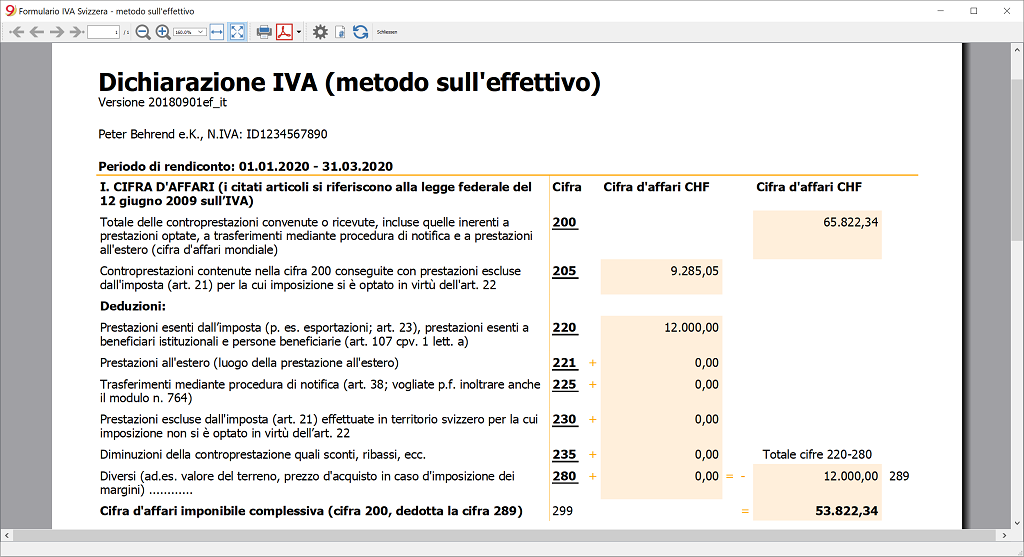 Formulario IVA Svizzera - metodo sull'effettivo
1 / 1 160.0% Schliessen
Dichiarazione IVA (metodo sull'effettivo)
Versione 20180901ef_it
Peter Behrend e.K., N.IVA: ID1234567890
Periodo di rendiconto: 01.01.2020 - 31.03.2020
I. CIFRA D'AFFARI (i citati articoli si riferiscono alla legge federale del Cifra Cifra d'affari CHF Cifra d'affari CHF
12 giugno 2009 sull'IVA)
Totale delle controprestazioni convenute o ricevute, incluse quelle inerenti a 200 65.822,34
prestazioni optate, a trasferimenti mediante procedura di notifica e a prestazioni
all'estero (cifra d'affari mondiale)
Controprestazioni contenute nella cifra 200 conseguite con prestazioni escluse 205 9.285,05
dall'imposta (art. 21) per la cui imposizione si è optato in virtù dell'art. 22
Deduzioni:
Prestazioni esenti dall'imposta (p. es. esportazioni; art. 23), prestazioni esenti a 220 12.000,00
beneficiari istituzionali e persone beneficiarie (art. 107 cpv. 1 lett. a)
Prestazioni all'estero (luogo della prestazione all'estero) 221 + 0,00
Trasferimenti mediante procedura di notifica (art. 38; vogliate p.f. inoltrare anche 225 + 0,00
il modulo n. 764)
Prestazioni escluse dall'imposta (art. 21) effettuate in territorio svizzero per la cui 230 + 0,00
imposizione non si è optato in virtù dell'art. 22
Diminuzioni della controprestazione quali sconti, ribassi, ecc. 235 + 0,00 Totale cifre 220-280
Diversi (ad.es. valore del terreno, prezzo d'acquisto in caso d'imposizione dei 280 + 0,00 = - 12.000,00 289
margini) ............
Cifra d'affari imponibile complessiva (cifra 200, dedotta la cifra 289) 299 = 53.822,34